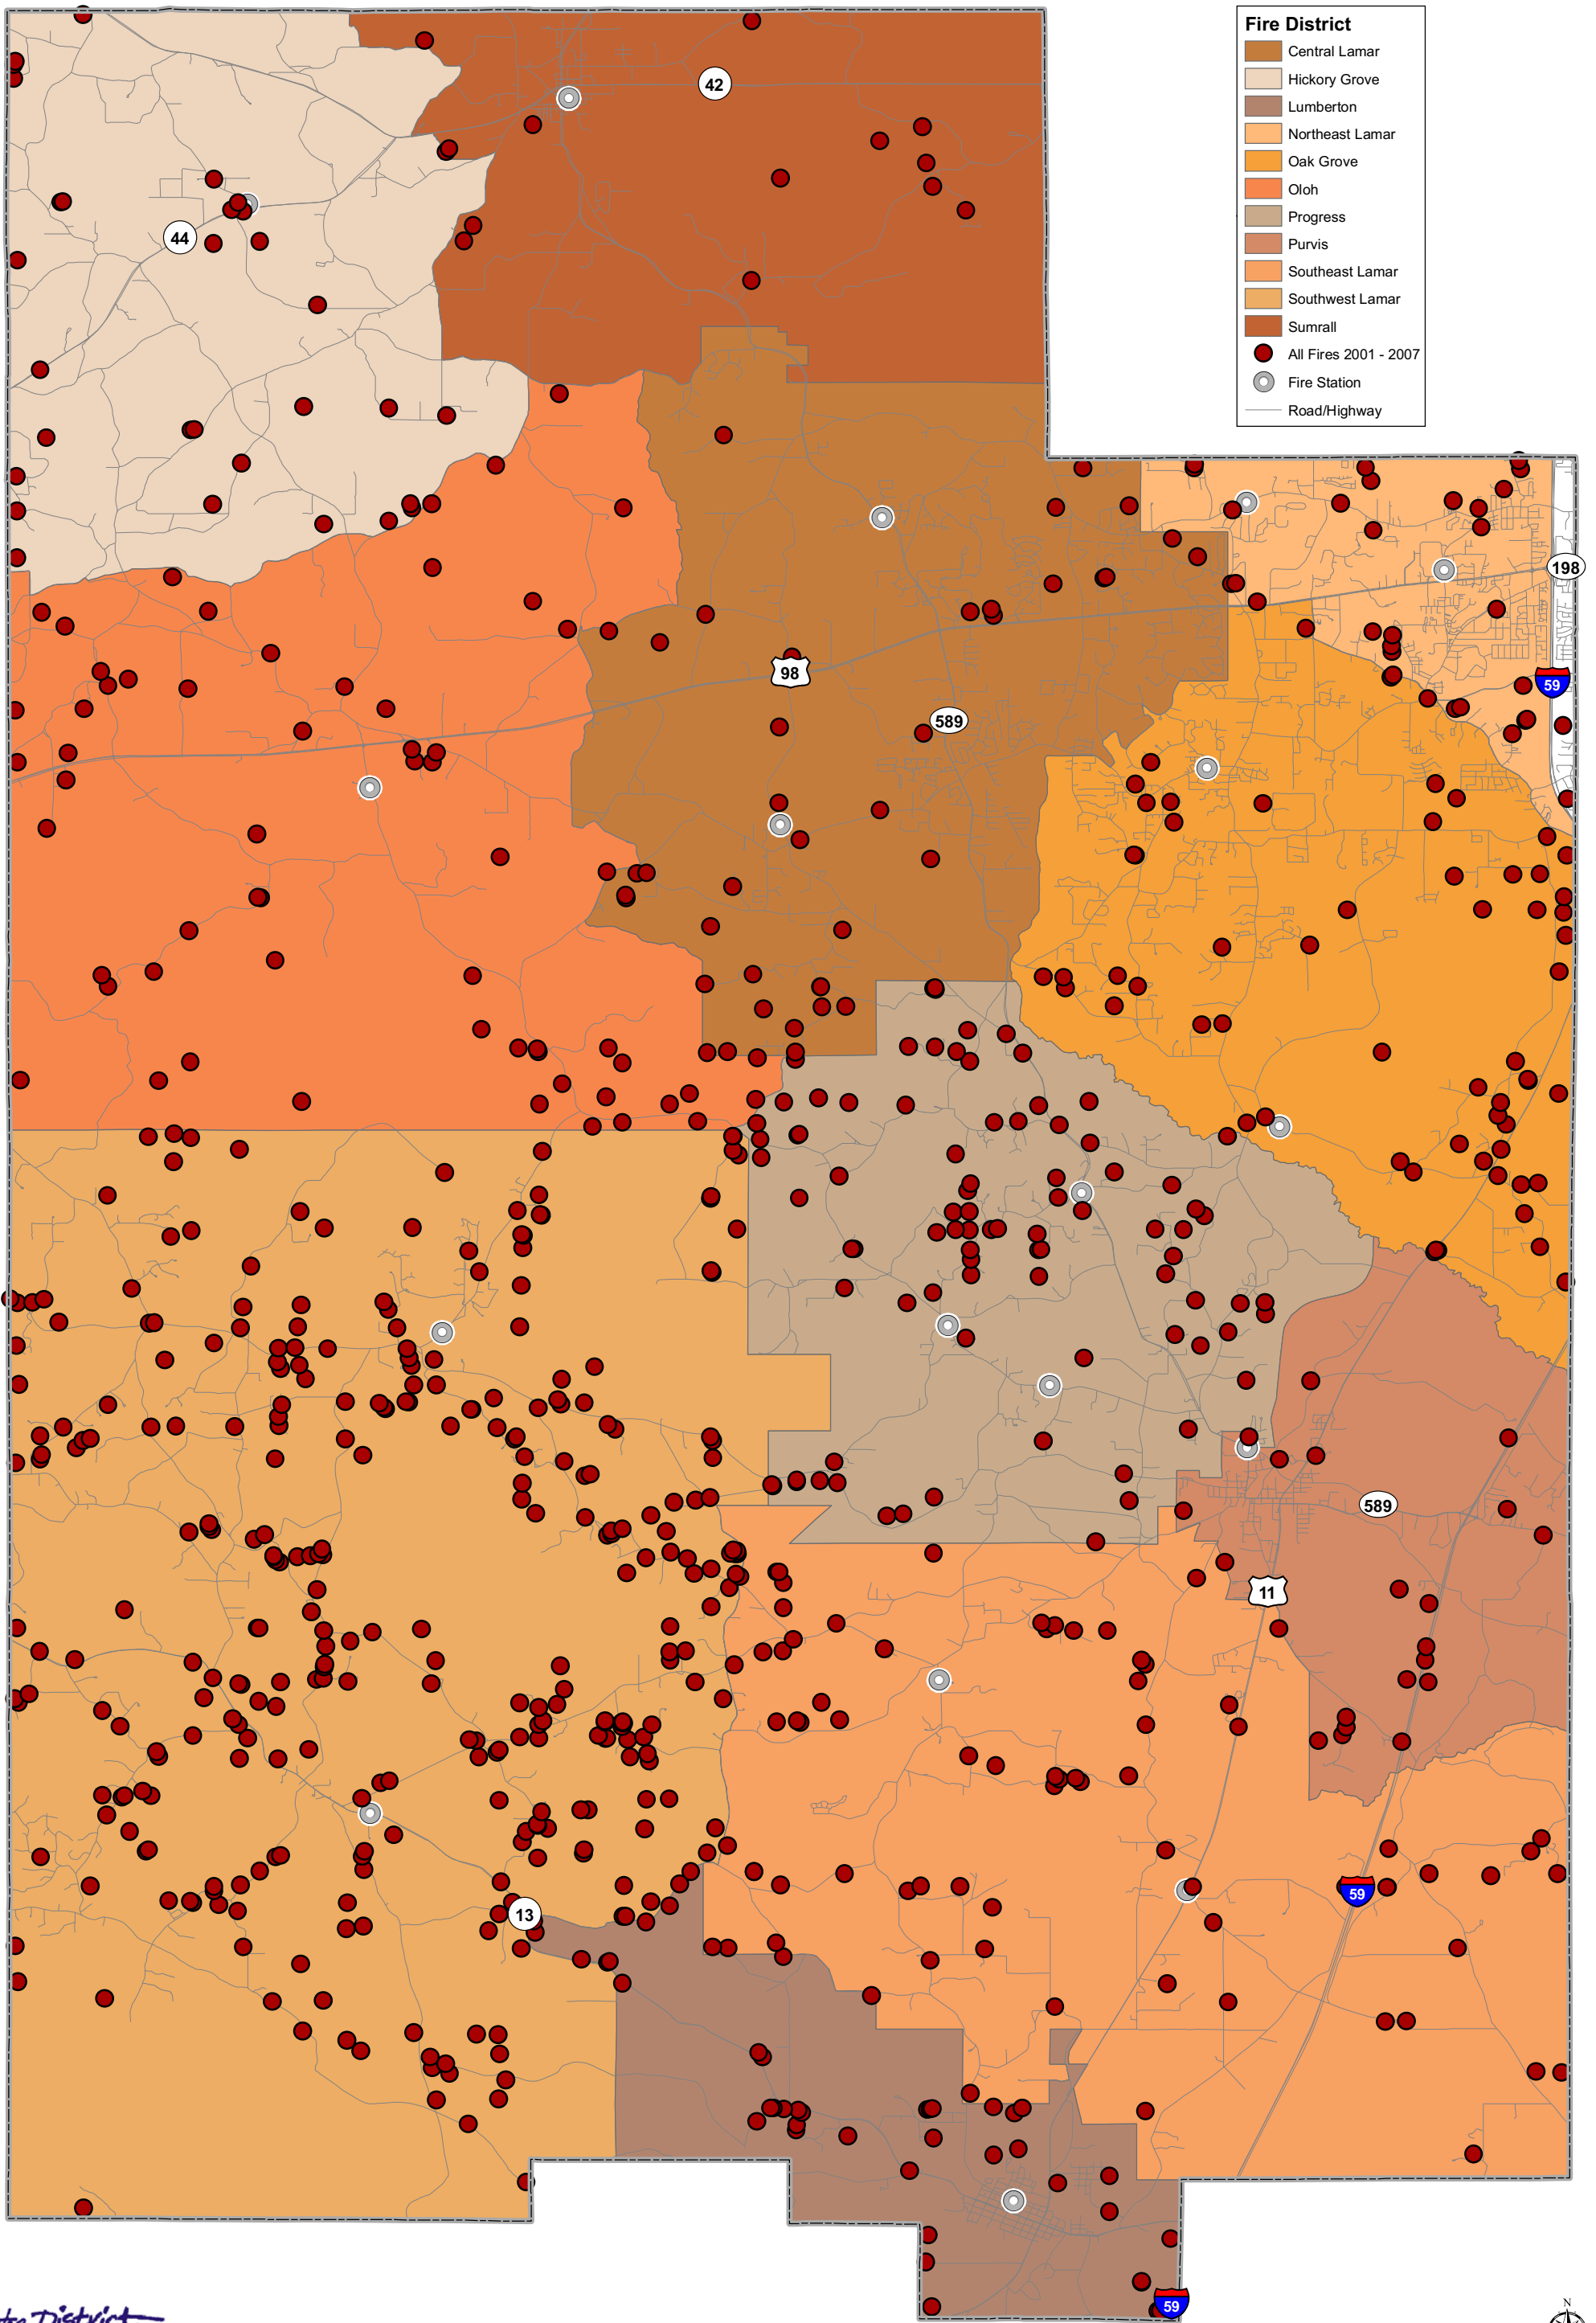 Fire District
Central Lamar
Hickory Grove
Lumberton
Northeast Lamar
Oak Grove
Oloh
Progress
Purvis
Southeast Lamar
Southwest Lamar
Sumrall
All Fires 2001 - 2007
Fire Station
Road/Highway
42
44
198
98
59
589
589
11
59
13
59
District
N